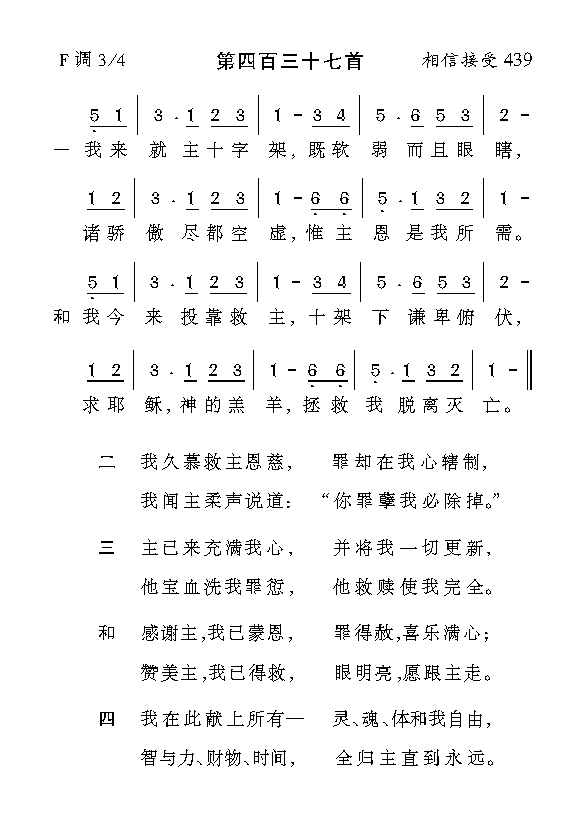 F 调 3/4 第四百三十七首 相信接受 439
5 1 | 3 . 1 2 3 | 1 - 3 4 | 5 . 6 5 3 | 2 -
一 我来 就 主十字 架, 既软 弱 而且眼 瞎,
1 2 | 3 . 1 2 3 | 1 - 6 6 | 5 . 1 3 2 | 1 -
诸骄 傲 尽都空 虚, 惟主 恩 是我所 需。
5 1 | 3 . 1 2 3 | 1 - 3 4 | 5 . 6 5 3 | 2 -
和 我今 来 投靠救 主, 十架 下 谦卑俯 伏,
1 2 | 3 . 1 2 3 | 1 - 6 6 | 5 . 1 3 2 | 1 - ‖
求耶 稣, 神的羔 羊, 拯救 我 脱离灭 亡。
二 我久慕救主恩慈, 罪却在我心辖制,
我闻主柔声说道: “你罪孽我必除掉。”
三 主已来充满我心, 并将我一切更新,
他宝血洗我罪愆, 他救赎使我完全。
和 感谢主,我已蒙恩, 罪得赦,喜乐满心;
赞美主,我已得救, 眼明亮,愿跟主走。
四 我在此献上所有— 灵、魂、体和我自由,
智与力、财物、时间, 全归主直到永远。